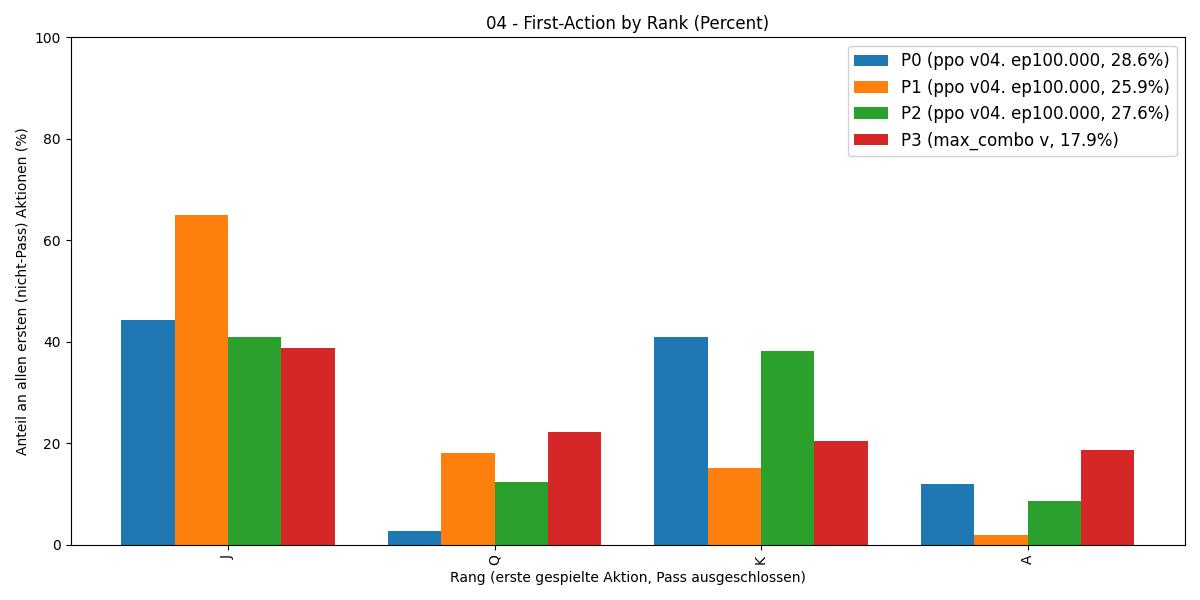 04 - First-Action by Rank (Percent)
Anteil an allen ersten (nicht-Pass) Aktionen (%)
100
80
60
40
20
0
P0 (ppo v04. ep100.000, 28.6%)
P1 (ppo v04. ep100.000, 25.9%)
P2 (ppo v04. ep100.000, 27.6%)
P3 (max_combo v, 17.9%)
J
Q
K
A
Rang (erste gespielte Aktion, Pass ausgeschlossen)